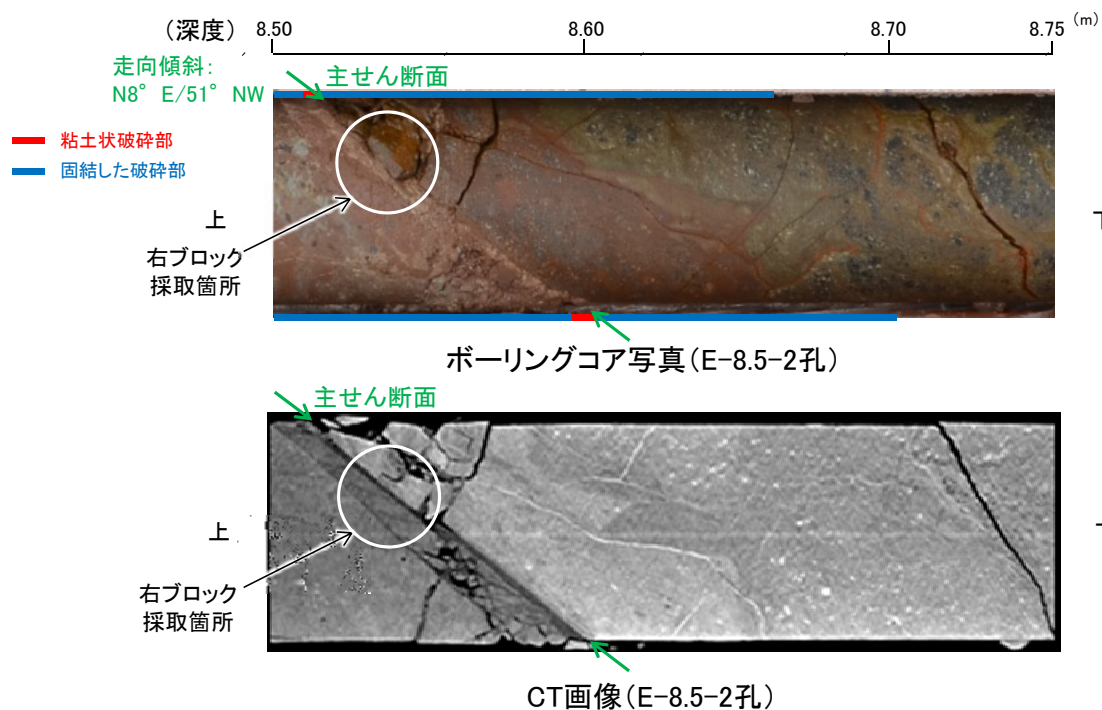 (深度) 8.50 8.60 8.70 8.75 (m)
走向傾斜:
N8°E/51°NW
主せん断面
粘土状破砕部
固結した破砕部
上
右ブロック
採取箇所
ボーリングコア写真(E-8.5-2孔)
主せん断面
上
右ブロック
採取箇所
CT画像(E-8.5-2孔)